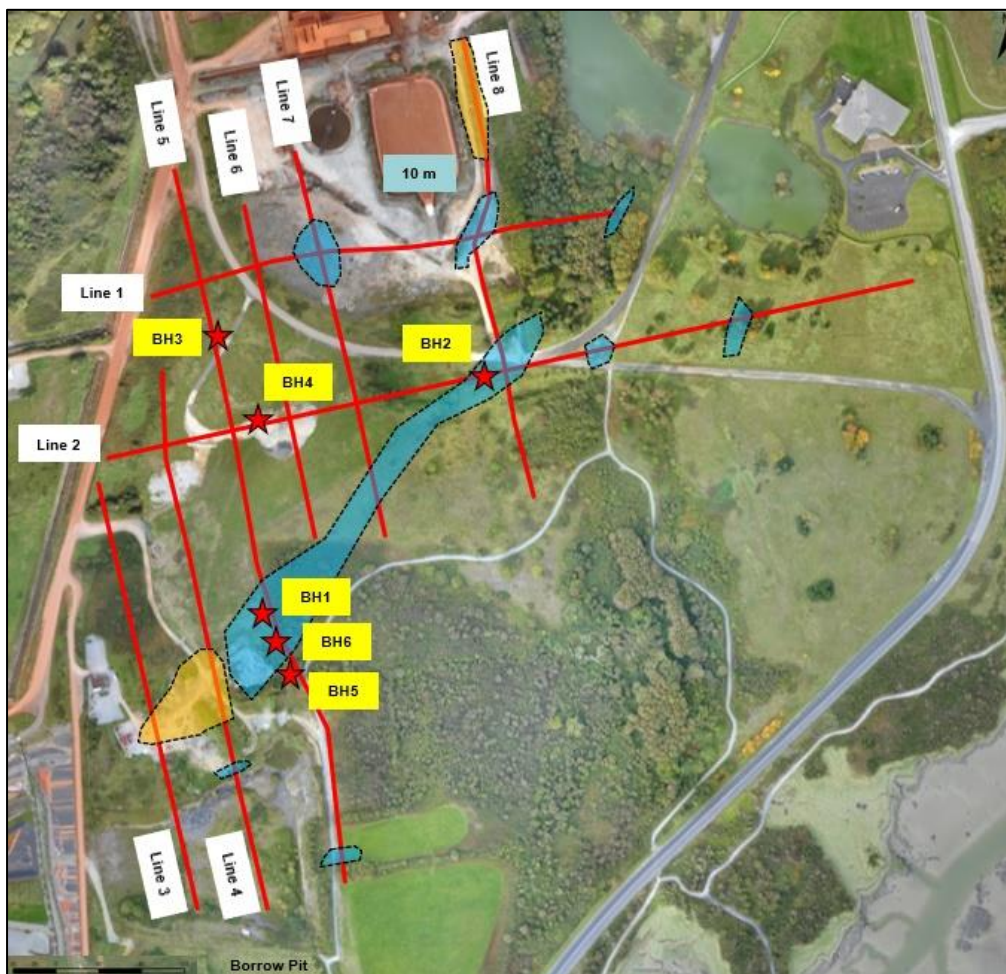 Line 8
Line 7
Line 5
Line 6
10 m
Line 1
BH3
BH2
BH4
Line 2
BH1
BH6
BH5
Line 3
Line 4
Borrow Pit